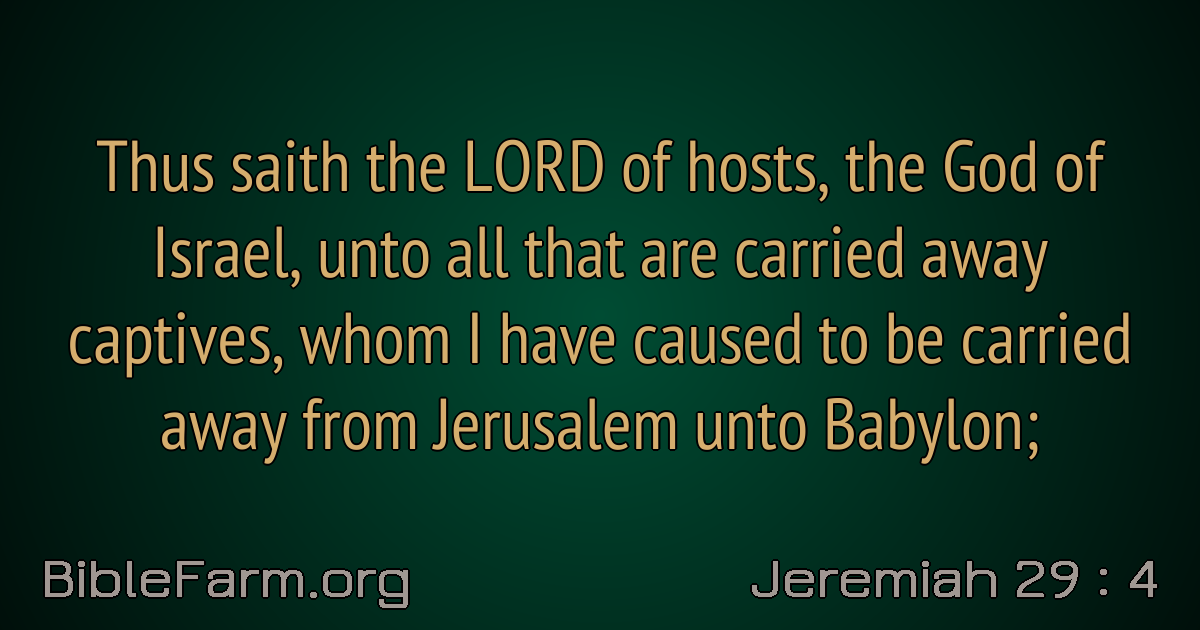 Thus saith the LORD of hosts, the God of
Israel, unto all that are carried away
captives, whom I have caused to be carried
away from Jerusalem unto Babylon;
BibleFarm.org
Jeremiah 29 : 4